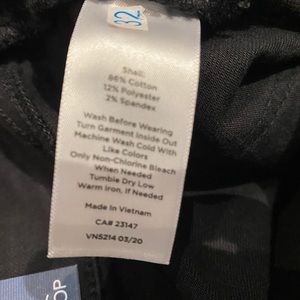 32
Shell:
86% Cotton
12% Polyester
2% Spandex
Wash Before Wearing
Turn Garment Inside Out
Machine Wash Cold With
Like Colors
Only Non-Chlorine Bleach
When Needed
Tumble Dry Low
Warm Iron, If Needed
Made In Vietnam
CA# 23147
VN5214 03/20